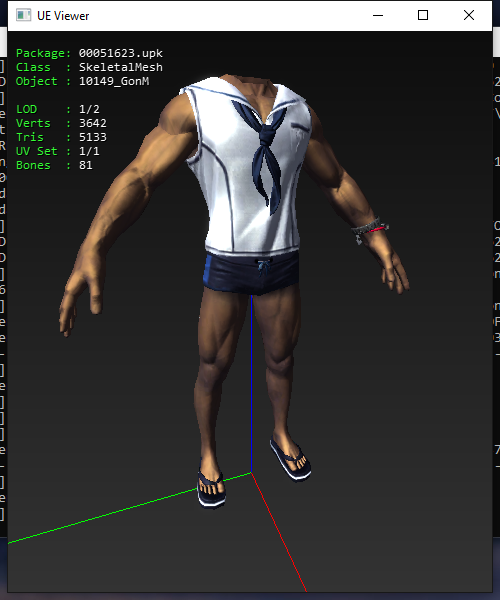 UE Viewer
Package: 00051623.upk
Class  : SkeletalMesh
Object : 10149_GonM
LOD    : 1/2
Verts  : 3642
Tris   : 5133
UV Set : 1/1
Bones  : 81